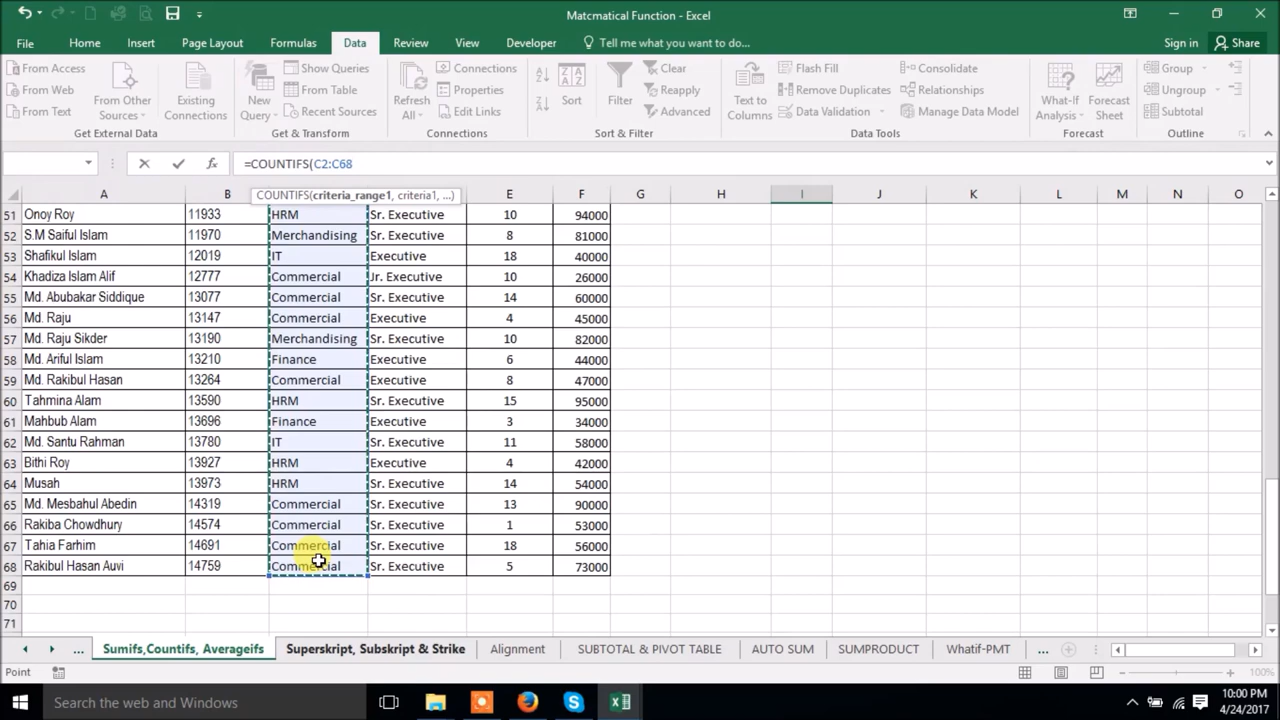 Matcmatical Function - Excel
File Home Insert Page Layout Formulas Data Review View Developer Tell me what you want to do... Sign in Share
From Access
From Web
From Text
From Other Sources
Existing Connections
Get External Data
New Query
Show Queries
From Table
Recent Sources
Get & Transform
Refresh All
Connections
Properties
Edit Links
Connections
Sort
Filter
Clear
Reapply
Advanced
Sort & Filter
Text to Columns
Flash Fill
Remove Duplicates
Data Validation
Consolidate
Relationships
Manage Data Model
Data Tools
What-If Analysis
Forecast Sheet
Forecast
Group
Ungroup
Subtotal
Outline
fx =COUNTIFS(C2:C68
COUNTIFS(criteria_range1, criteria1, ...)
A B E F G H I J K L M N O
51 Onoy Roy 11933 HRM Sr. Executive 10 94000
52 S.M Saiful Islam 11970 Merchandising Sr. Executive 8 81000
53 Shafikul Islam 12019 IT Executive 18 40000
54 Khadiza Islam Alif 12777 Commercial Jr. Executive 10 26000
55 Md. Abubakar Siddique 13077 Commercial Sr. Executive 14 60000
56 Md. Raju 13147 Commercial Executive 4 45000
57 Md. Raju Sikder 13190 Merchandising Sr. Executive 10 82000
58 Md. Ariful Islam 13210 Finance Executive 6 44000
59 Md. Rakibul Hasan 13264 Commercial Executive 8 47000
60 Tahmina Alam 13590 HRM Sr. Executive 15 95000
61 Mahbub Alam 13696 Finance Executive 3 34000
62 Md. Santu Rahman 13780 IT Sr. Executive 11 58000
63 Bithi Roy 13927 HRM Executive 4 42000
64 Musah 13973 HRM Sr. Executive 14 54000
65 Md. Mesbahul Abedin 14319 Commercial Sr. Executive 13 90000
66 Rakiba Chowdhury 14574 Commercial Sr. Executive 1 53000
67 Tahia Farhim 14691 Commercial Sr. Executive 18 56000
68 Rakibul Hasan Auvi 14759 Commercial Sr. Executive 5 73000
69
70
71
... Sumifs,Countifs, Averageifs Superskript, Subskript & Strike Alignment SUBTOTAL & PIVOT TABLE AUTO SUM SUMPRODUCT Whatif-PMT ...
Point 100%
Search the web and Windows
10:00 PM
4/24/2017